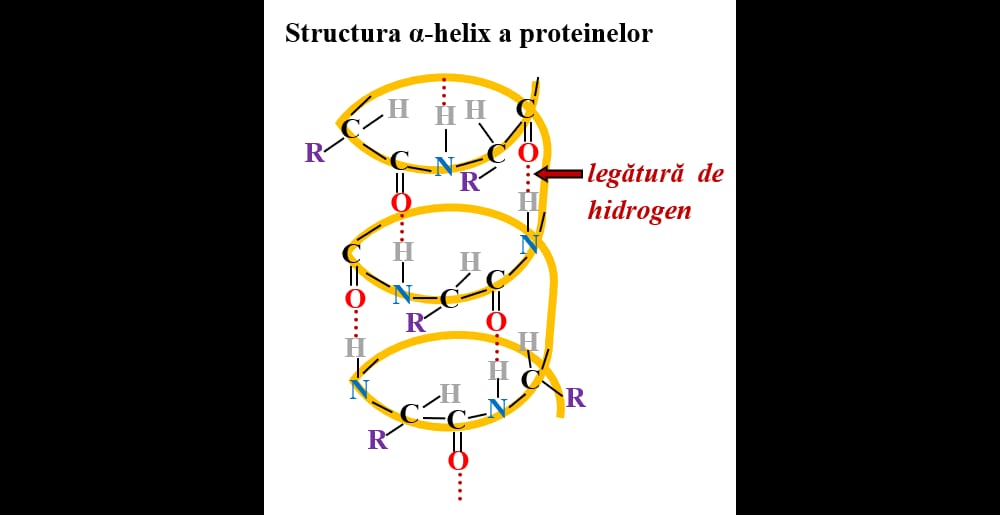 Structura α-helix a proteinelor
H H H C
C
R C N C O
R
O legătură de
H hidrogen
C H H N
O N C C
R O
H H
N H H C
C C N R
R
O